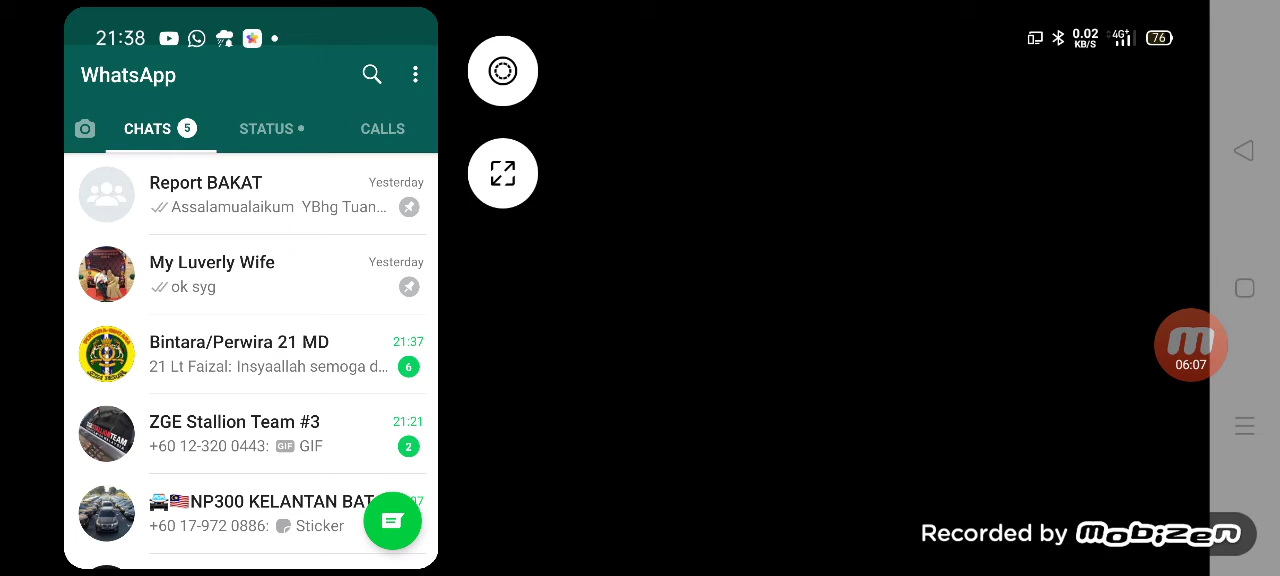 21:38
0.02
KB/S
4G+
76
WhatsApp
CHATS 5 STATUS CALLS
Report BAKAT Yesterday
Assalamualaikum YBhg Tuan...
My Luverly Wife Yesterday
ok syg
Bintara/Perwira 21 MD 21:37
21 Lt Faizal: Insyaallah semoga d... 6
ZGE Stallion Team #3 21:21
+60 12-320 0443: GIF GIF 2
NP300 KELANTAN BAT
+60 17-972 0886: Sticker
06:07
Recorded by mobizen